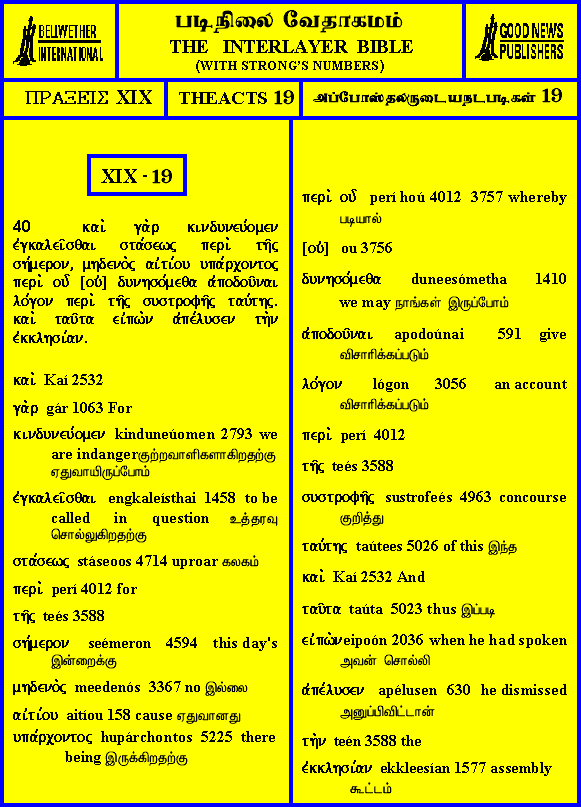 BELLWETHER
INTERNATIONAL
படிநிலை வேதாகமம்
THE INTERLAYER BIBLE
(WITH STRONG'S NUMBERS)
GOOD NEWS
PUBLISHERS
ΠΡΑΞΕΙΣ XIX
THEACTS 19
அப்போஸ்தலருடையநடபடிகள் 19
XIX - 19
40 καὶ γὰρ κινδυνεύομεν
ἐγκαλεῖσθαι στάσεως περὶ τῆς
σήμερον, μηδενὸς αἰτίου υπάρχοντος
περὶ οὗ [οὐ] δυνησόμεθα ἀποδοῦναι
λόγον περὶ τῆς συστροφῆς ταύτης.
καὶ ταῦτα εἰπὼν ἀπέλυσεν τὴν
ἐκκλησίαν.
καὶ Kaí 2532
γὰρ gár 1063 For
κινδυνεύομεν kinduneúomen 2793 we
are indangerகுற்றவாளிகளாகிறதற்கு
ஏதுவாயிருப்போம்
ἐγκαλεῖσθαι engkaleísthai 1458 to be
called in question உத்தரவு
சொல்லுகிறதற்கு
στάσεως stáseoos 4714 uproar கலகம்
περὶ perí 4012 for
τῆς teés 3588
σήμερον seémeron 4594 this day's
இன்றைக்கு
μηδενὸς meedenós 3367 no இல்லை
αἰτίου aitíou 158 cause ஏதுவானது
υπάρχοντος hupárchontos 5225 there
being இருக்கிறதற்கு
περὶ οὗ perí hoú 4012 3757 whereby
படியால்
[οὐ] ou 3756
δυνησόμεθα duneesómetha 1410
we may நாங்கள் இருப்போம்
ἀποδοῦναι apodoúnai 591 give
விசாரிக்கப்படும்
λόγον lógon 3056 an account
விசாரிக்கப்படும்
περὶ perí 4012
τῆς teés 3588
συστροφῆς sustrofeés 4963 concourse
குறித்து
ταύτης taútees 5026 of this இந்த
καὶ Kaí 2532 And
ταῦτα taúta 5023 thus இப்படி
εἰπὼν eipoón 2036 when he had spoken
அவன் சொல்லி
ἀπέλυσεν apélusen 630 he dismissed
அனுப்பிவிட்டான்
τὴν teén 3588 the
ἐκκλησίαν ekkleesían 1577 assembly
கூட்டம்